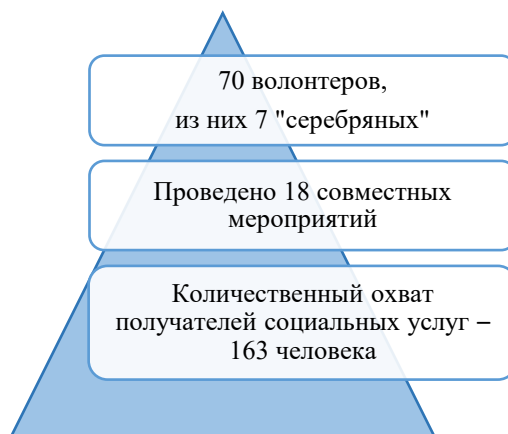 70 волонтеров,
из них 7 "серебряных"
Проведено 18 совместных
мероприятий
Количественный охват
получателей социальных услуг –
163 человека